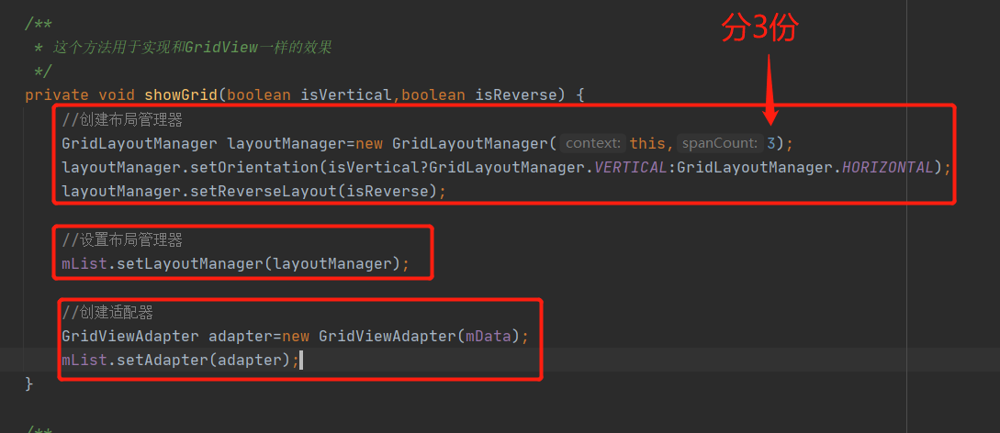 分3份
/**
* 这个方法用于实现和GridView一样的效果
*/
private void showGrid(boolean isVertical,boolean isReverse) {
//创建布局管理器
GridLayoutManager layoutManager=new GridLayoutManager( context: this, spanCount: 3);
layoutManager.setOrientation(isVertical?GridLayoutManager.VERTICAL:GridLayoutManager.HORIZONTAL);
layoutManager.setReverseLayout(isReverse);
//设置布局管理器
mList.setLayoutManager(layoutManager);
//创建适配器
GridViewAdapter adapter=new GridViewAdapter(mData);
mList.setAdapter(adapter);
}
/**